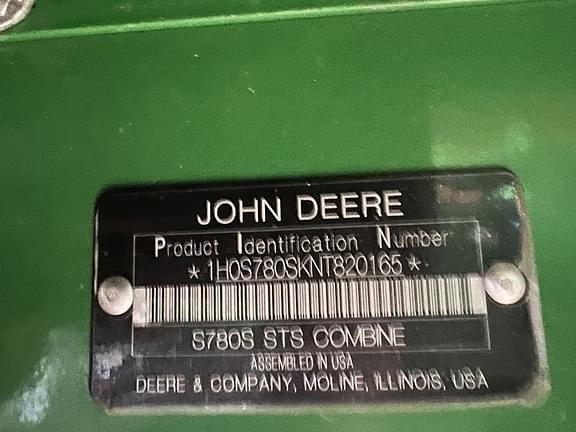 JOHN DEERE
Product Identification Number
*1H0S780SKNT820165*
S780S STS COMBINE
ASSEMBLED IN USA
DEERE & COMPANY, MOLINE, ILLINOIS, USA